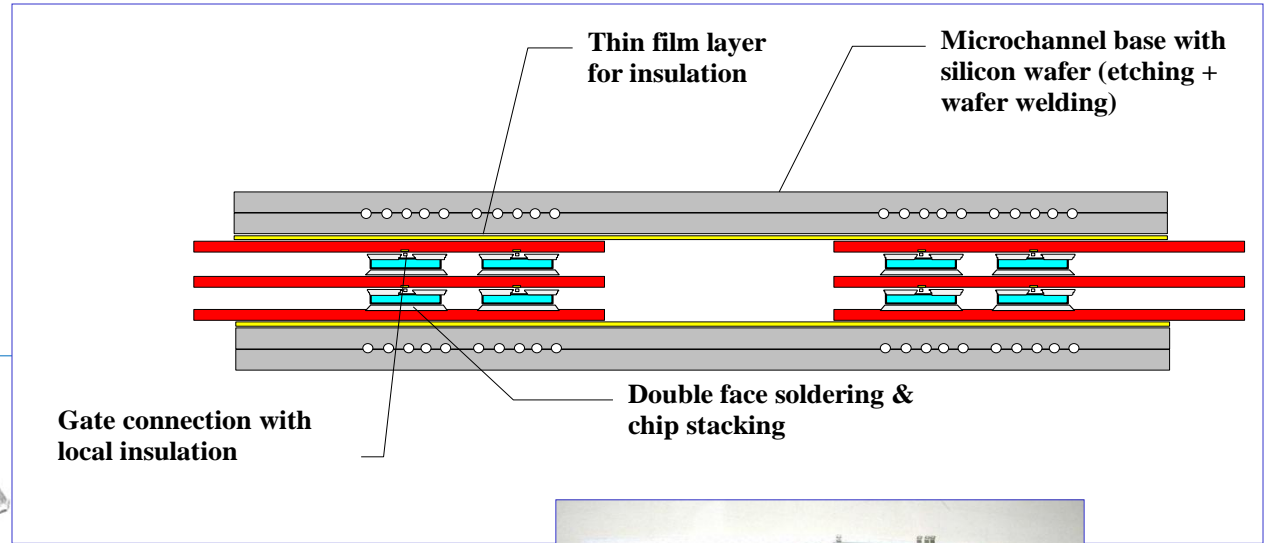 Thin film layer
for insulation
Microchannel base with
silicon wafer (etching +
wafer welding)
Double face soldering &
chip stacking
Gate connection with
local insulation